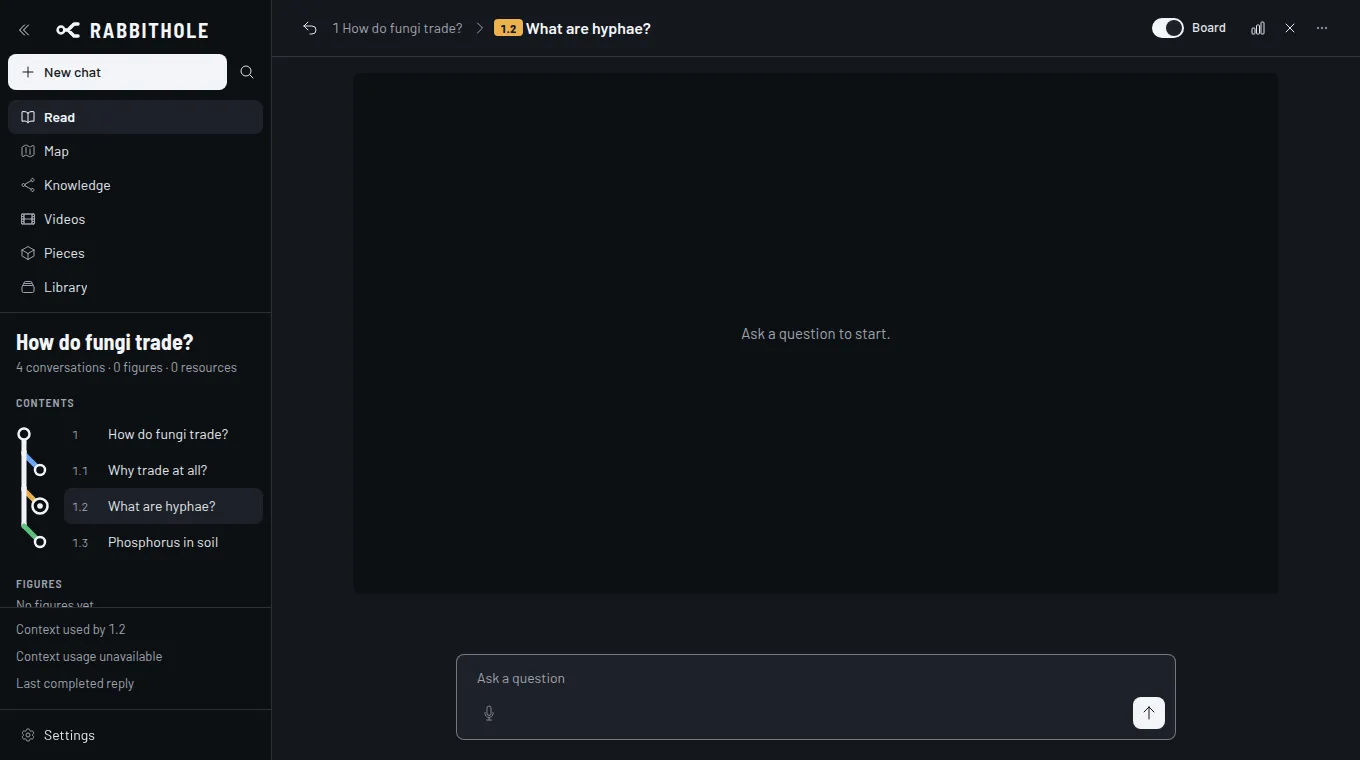 RABBITHOLE
New chat
Read
Map
Knowledge
Videos
Pieces
Library
How do fungi trade?
4 conversations · 0 figures · 0 resources
CONTENTS
1 How do fungi trade?
1.1 Why trade at all?
1.2 What are hyphae?
1.3 Phosphorus in soil
FIGURES
No figures yet
Context used by 1.2
Context usage unavailable
Last completed reply
Settings
1 How do fungi trade? 1.2 What are hyphae?
Board
Ask a question to start.
Ask a question